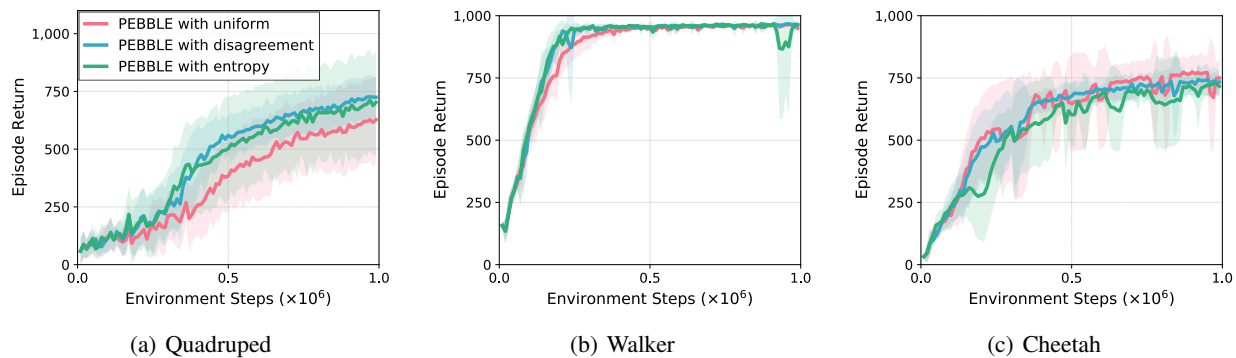 PEBBLE with uniform
PEBBLE with disagreement
PEBBLE with entropy
Episode Return
1,000
750
500
250
0
0.0
0.5
1.0
Environment Steps (×10⁶)
(a) Quadruped
Episode Return
1,000
750
500
250
0
0.0
0.5
1.0
Environment Steps (×10⁶)
(b) Walker
Episode Return
1,000
750
500
250
0
0.0
0.5
1.0
Environment Steps (×10⁶)
(c) Cheetah